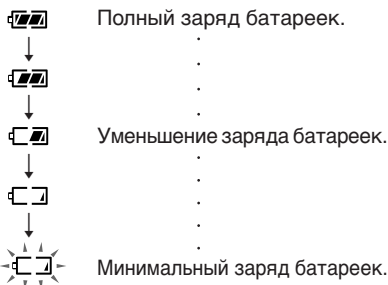 Полный заряд батареек.
Уменьшение заряда батареек.
Минимальный заряд батареек.